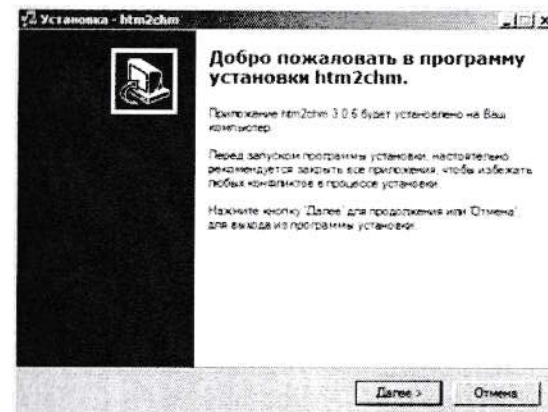 Установка - htm2chm
Добро пожаловать в программу
установки htm2chm.
Приложение htm2chm 3.0.6 будет установлено на Ваш
компьютер.
Перед запуском программы установки, настоятельно
рекомендуется закрыть все приложения, чтобы избежать
любых конфликтов в процессе установки.
Нажмите кнопку 'Далее' для продолжения или 'Отмена',
для выхода из программы установки.
Далее >
Отмена